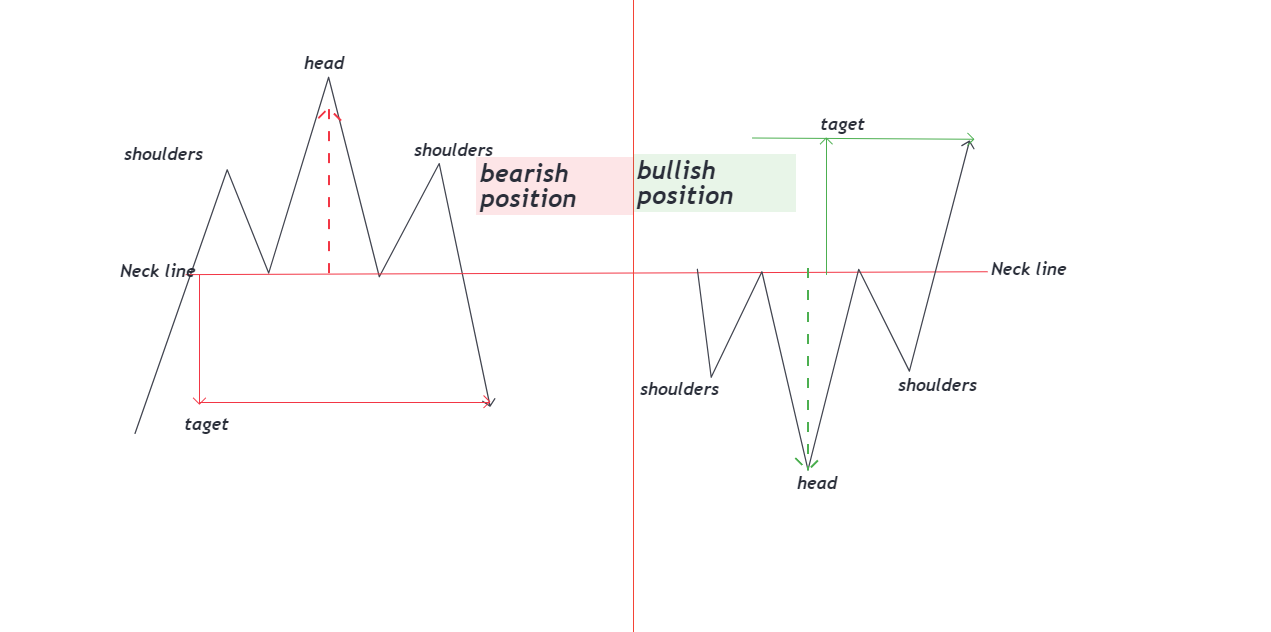 head
shoulders
shoulders
bearish
position
Neck line
taget
taget
bullish
position
Neck line
shoulders
shoulders
head